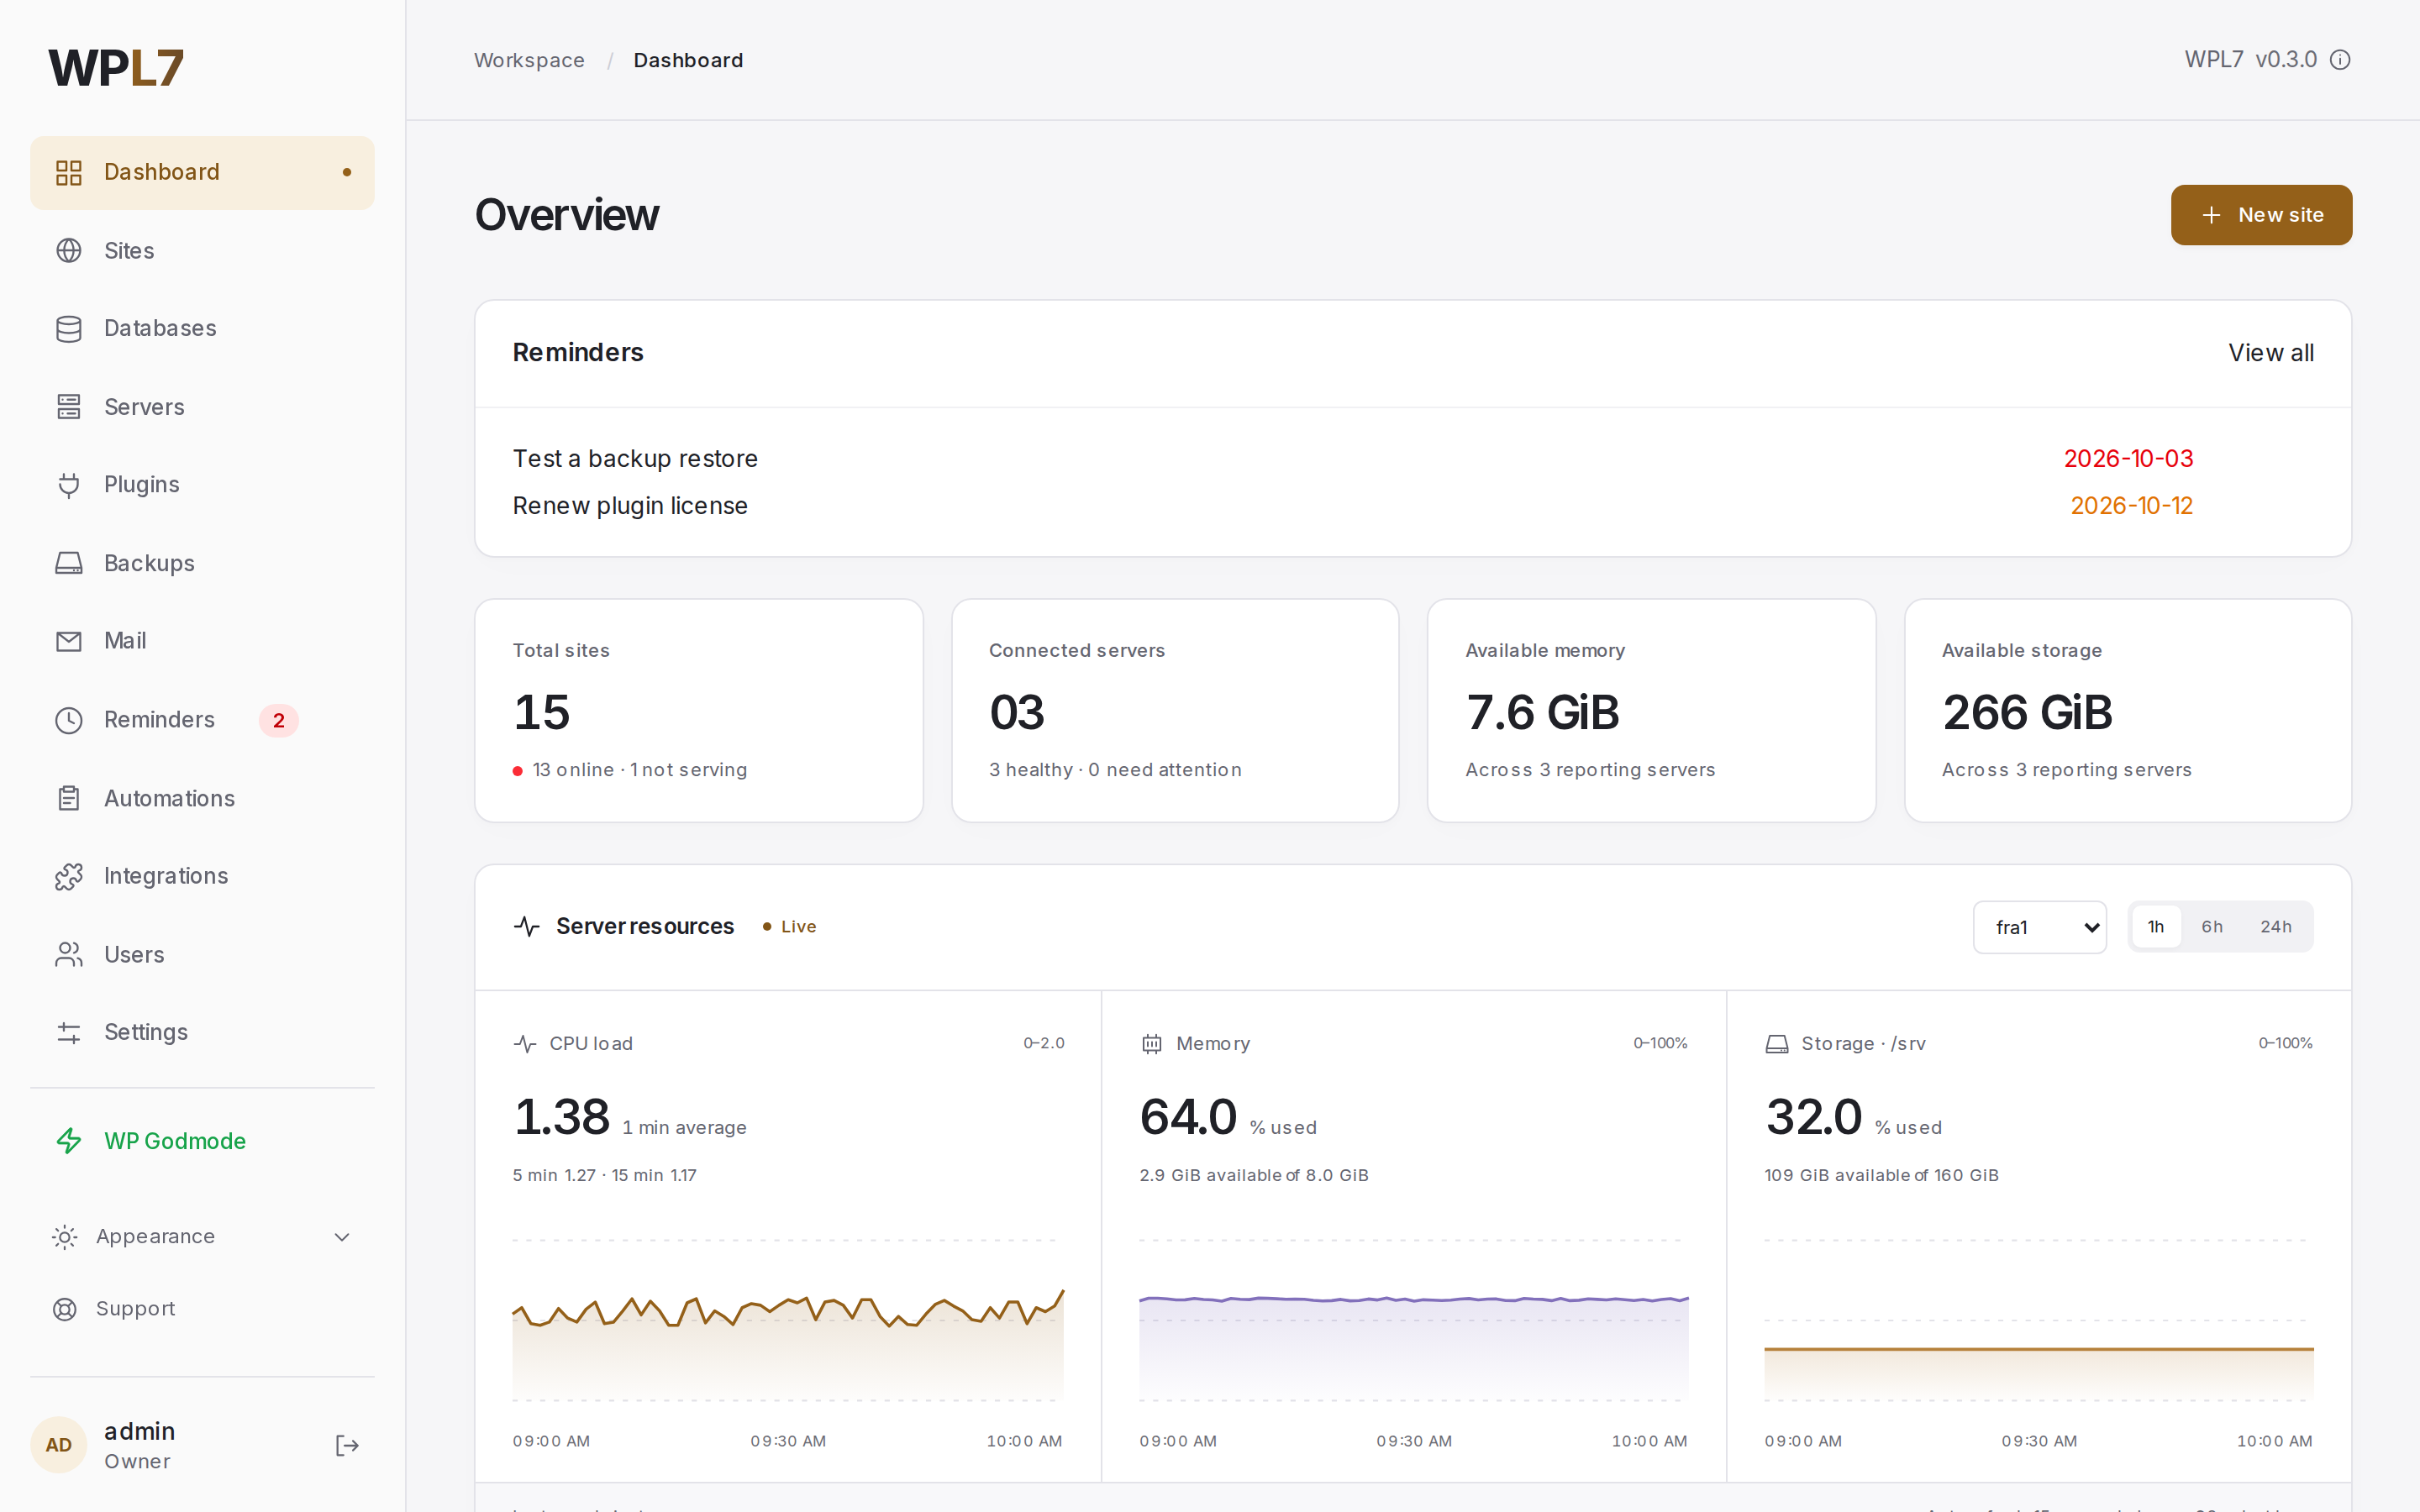 WPL7
Workspace / Dashboard
WPL7 v0.3.0
Dashboard
Sites
Databases
Servers
Plugins
Backups
Mail
Reminders 2
Automations
Integrations
Users
Settings
WP Godmode
Appearance
Support
AD
admin
Owner
Overview
New site
Reminders
View all
Test a backup restore 2026-10-03
Renew plugin license 2026-10-12
Total sites
15
13 online · 1 not serving
Connected servers
03
3 healthy · 0 need attention
Available memory
7.6 GiB
Across 3 reporting servers
Available storage
266 GiB
Across 3 reporting servers
Server resources
Live
fra1
1h 6h 24h
CPU load 0–2.0
1.38 1 min average
5 min 1.27 · 15 min 1.17
09:00 AM 09:30 AM 10:00 AM
Memory 0–100%
64.0 % used
2.9 GiB available of 8.0 GiB
09:00 AM 09:30 AM 10:00 AM
Storage · /srv 0–100%
32.0 % used
109 GiB available of 160 GiB
09:00 AM 09:30 AM 10:00 AM